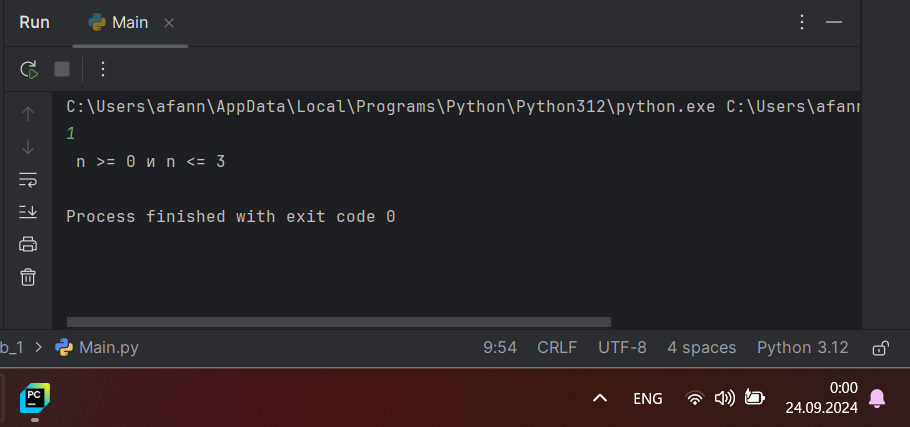 Run Main
C:\Users\afann\AppData\Local\Programs\Python\Python312\python.exe C:\Users\afann
1
n >= 0 и n <= 3
Process finished with exit code 0
b_1 > Main.py 9:54 CRLF UTF-8 4 spaces Python 3.12
PC ENG 0:00
24.09.2024